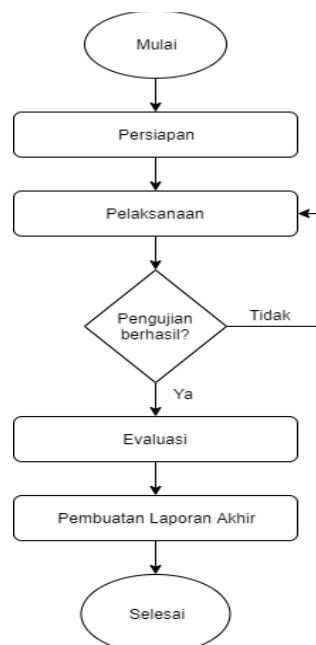 Mulai
Persiapan
Pelaksanaan
Pengujian
berhasil?
Tidak
Ya
Evaluasi
Pembuatan Laporan Akhir
Selesai